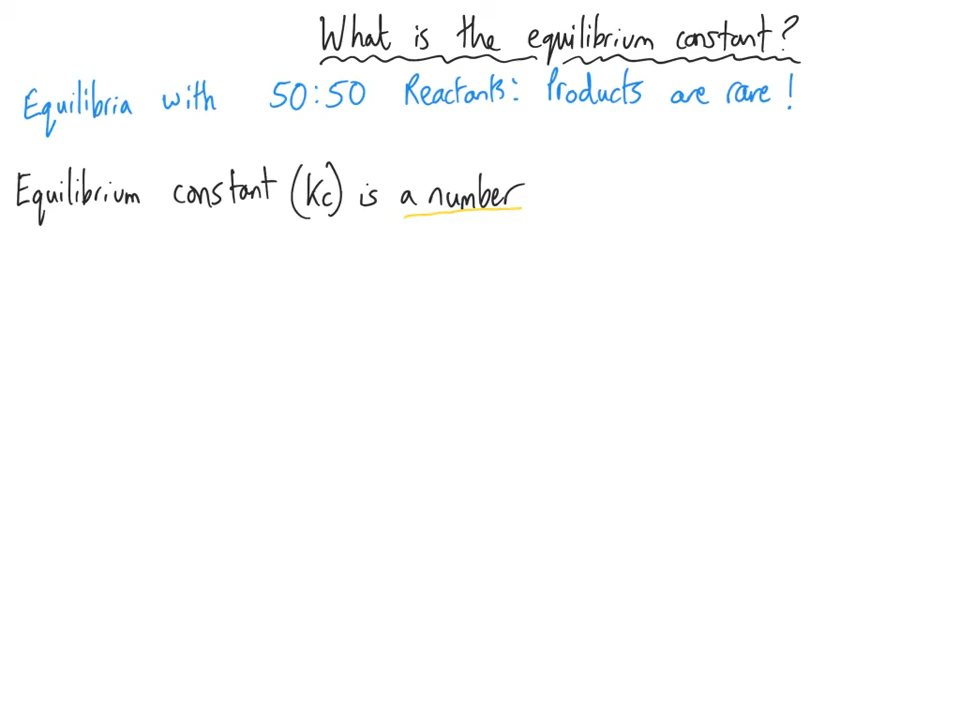 What is the equilibrium constant?
Equilibria with 50:50 Reactants: Products are rare!
Equilibrium constant (Kc) is a number